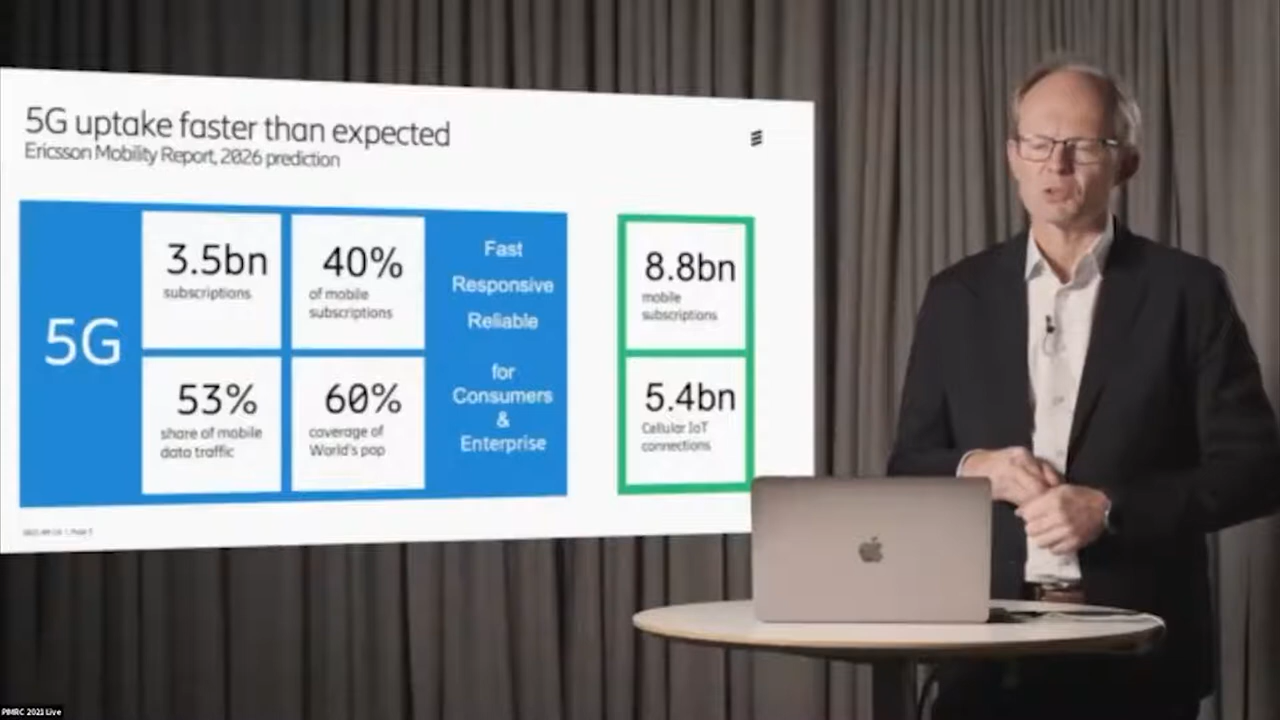 5G uptake faster than expected
Ericsson Mobility Report, 2026 prediction
5G
3.5bn
subscriptions
40%
of mobile
subscriptions
53%
share of mobile
data traffic
60%
coverage of
World's pop
Fast
Responsive
Reliable
for
Consumers
&
Enterprise
8.8bn
mobile
subscriptions
5.4bn
Cellular IoT
connections
PIMRC 2021 Live